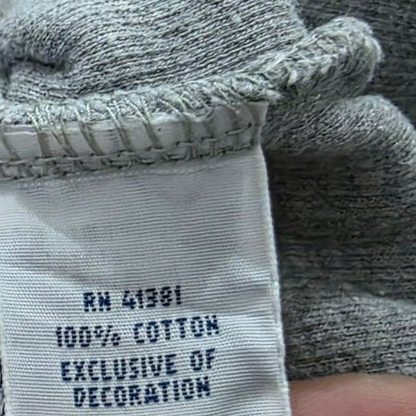 RN 41381
100% COTTON
EXCLUSIVE OF
DECORATION